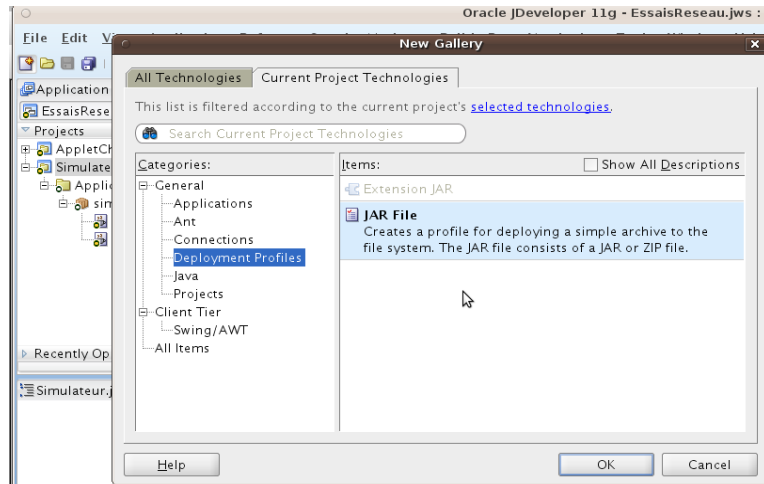 Oracle JDeveloper 11g - EssaisReseau.jws :
File Edit
New Gallery
Application
EssaisRese
Projects
AppletCh
Simulate
Applic
sim
Recently Op
Simulateur.j
All Technologies Current Project Technologies
This list is filtered according to the current project's selected technologies.
Search Current Project Technologies
Categories:
General
Applications
Ant
Connections
Deployment Profiles
Java
Projects
Client Tier
Swing/AWT
All Items
Items: Show All Descriptions
Extension JAR
JAR File
Creates a profile for deploying a simple archive to the
file system. The JAR file consists of a JAR or ZIP file.
Help OK Cancel